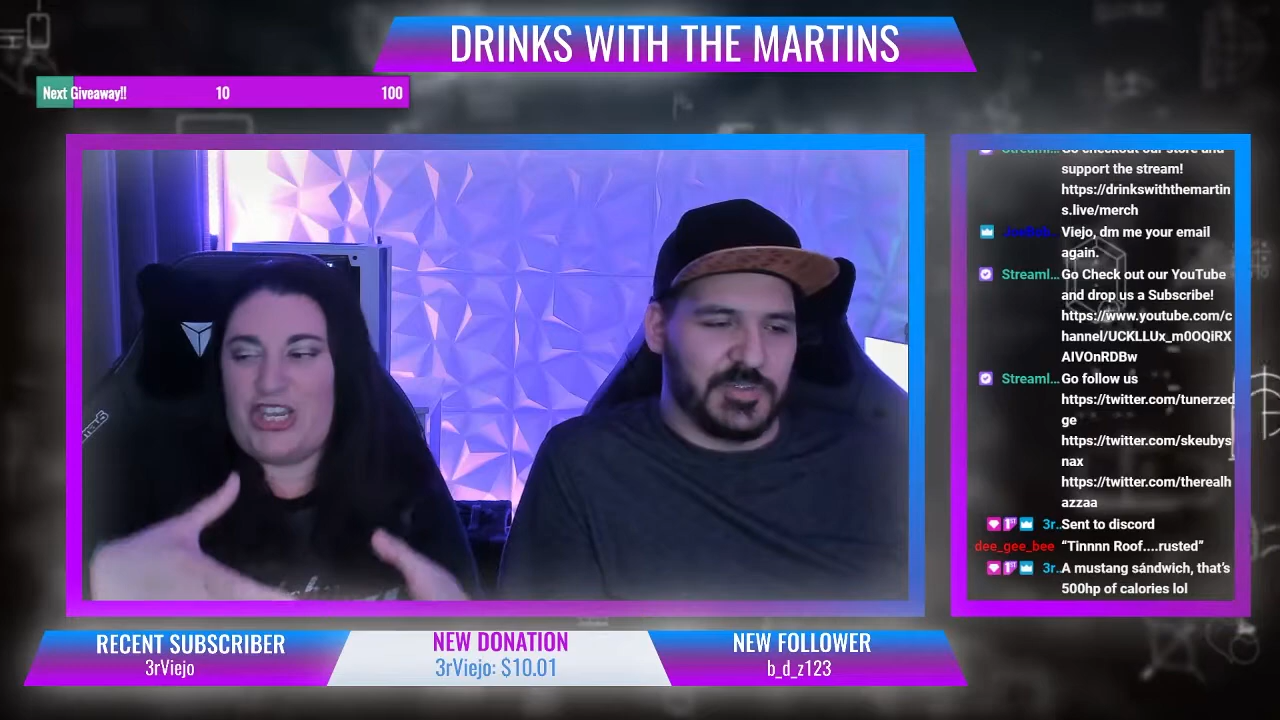 DRINKS WITH THE MARTINS
Next Giveaway!! 10 100
support the stream!
https://drinkswiththemartin
s.live/merch
Viejo, dm me your email
again.
Streaml... Go Check out our YouTube
and drop us a Subscribe!
https://www.youtube.com/c
hannel/UCKLLUx_m0OQiRX
AIVOnRDBw
Streaml... Go follow us
https://twitter.com/tunerzed
ge
https://twitter.com/skeubys
nax
https://twitter.com/therealh
azzaa
3r.. Sent to discord
dee_gee_bee “Tinnnn Roof....rusted”
3r.. A mustang sándwich, that’s
500hp of calories lol
RECENT SUBSCRIBER
3rViejo
NEW DONATION
3rViejo: $10.01
NEW FOLLOWER
b_d_z123